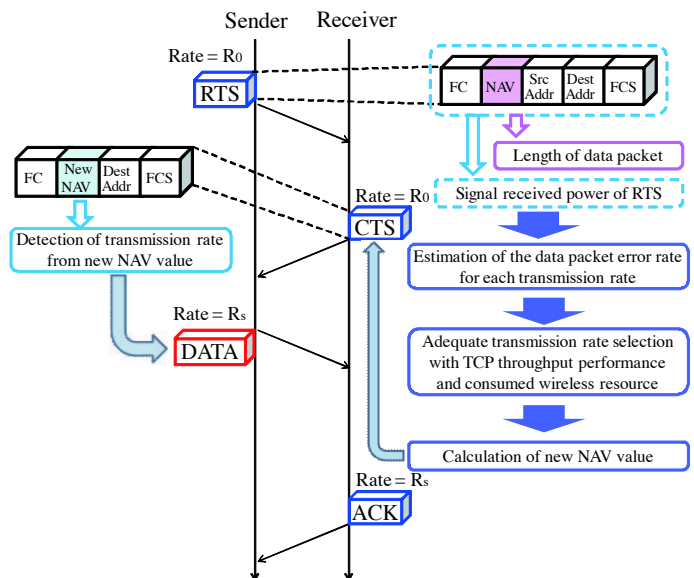 Sender Receiver
Rate = R0
RTS
FC NAV Src Addr Dest Addr FCS
Length of data packet
Signal received power of RTS
FC New NAV Dest Addr FCS
Rate = R0
CTS
Detection of transmission rate
from new NAV value
Estimation of the data packet error rate
for each transmission rate
Rate = Rs
DATA
Adequate transmission rate selection
with TCP throughput performance
and consumed wireless resource
Calculation of new NAV value
Rate = Rs
ACK